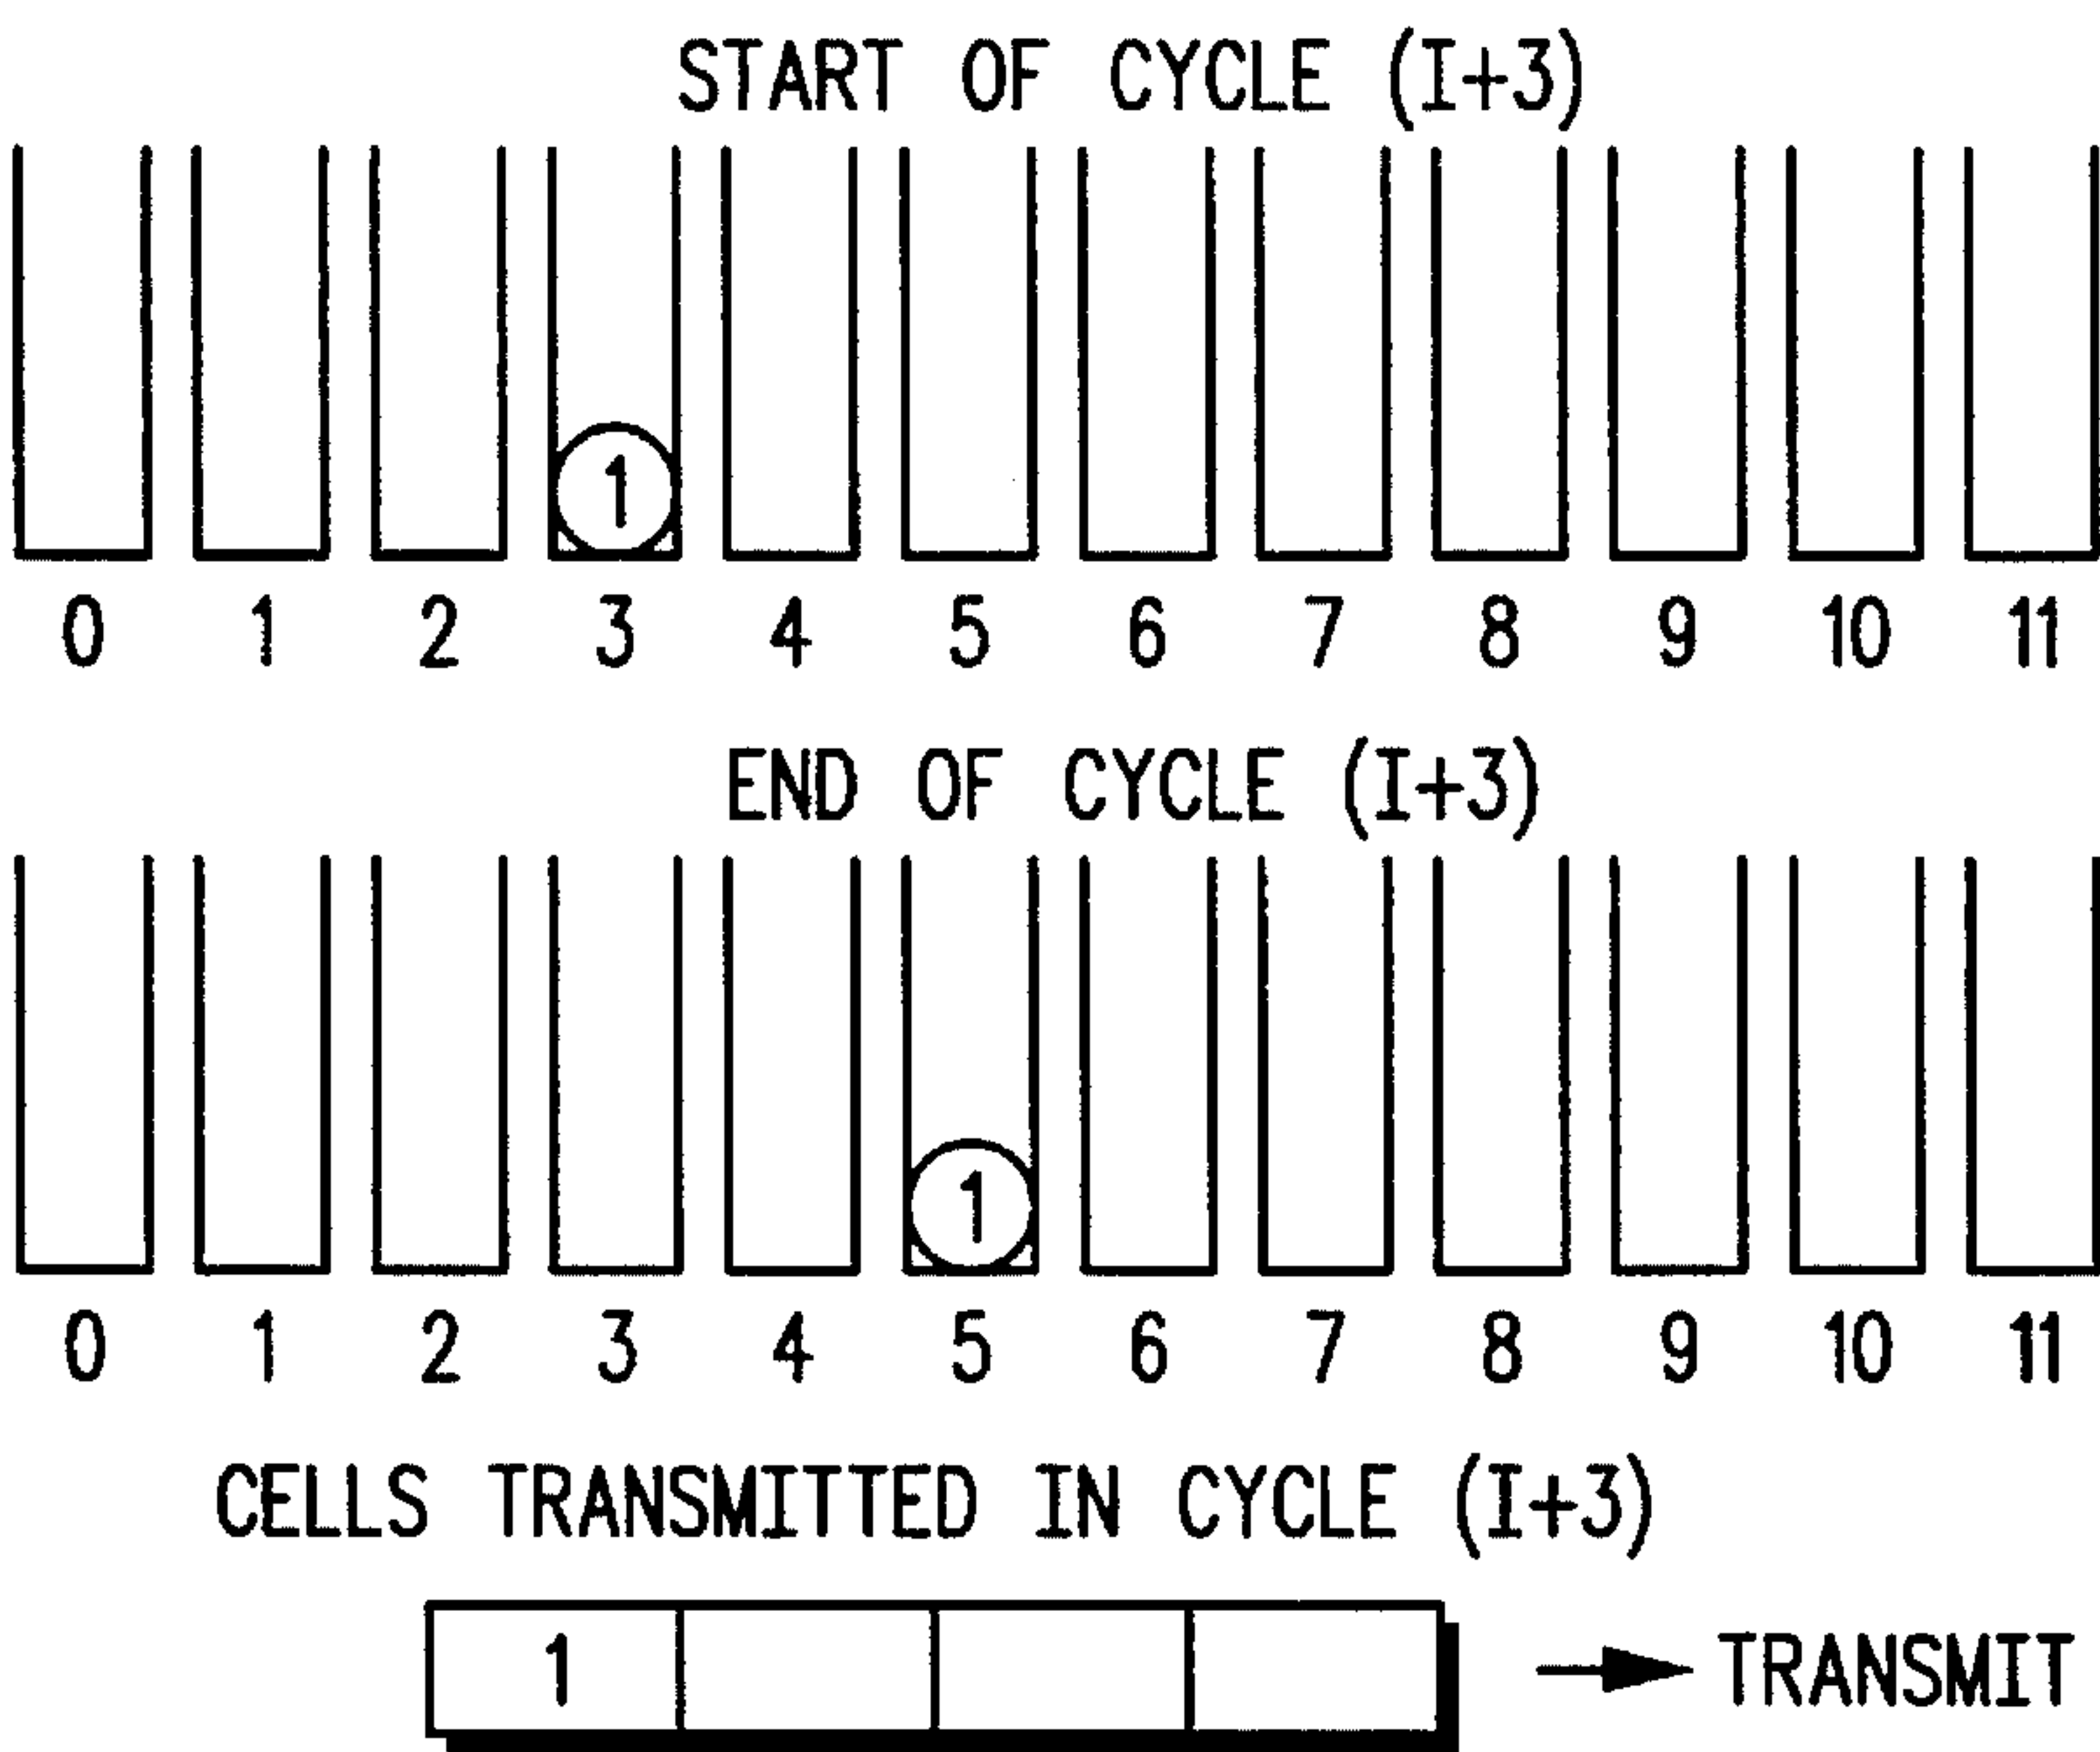 START OF CYCLE (I+3)
1
0 1 2 3 4 5 6 7 8 9 10 11
END OF CYCLE (I+3)
1
0 1 2 3 4 5 6 7 8 9 10 11
CELLS TRANSMITTED IN CYCLE (I+3)
1 TRANSMIT